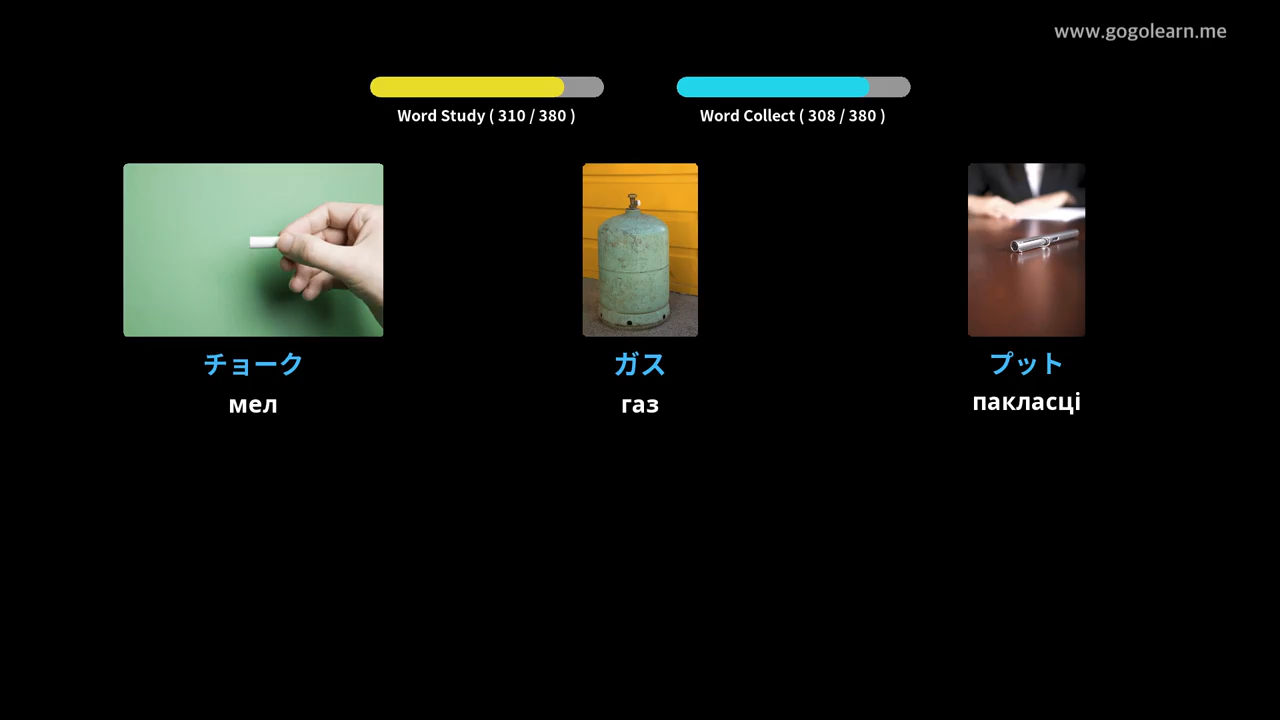 www.gogolearn.me
Word Study ( 310 / 380 )
Word Collect ( 308 / 380 )
チョーク
мел
ガス
газ
プット
пакласці